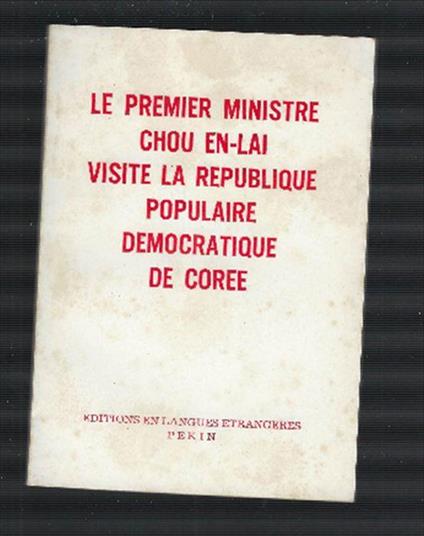 LE PREMIER MINISTRE
CHOU EN-LAI
VISITE LA REPUBLIQUE
POPULAIRE
DEMOCRATIQUE
DE COREE
EDITIONS EN LANGUES ETRANGERES
PEKIN